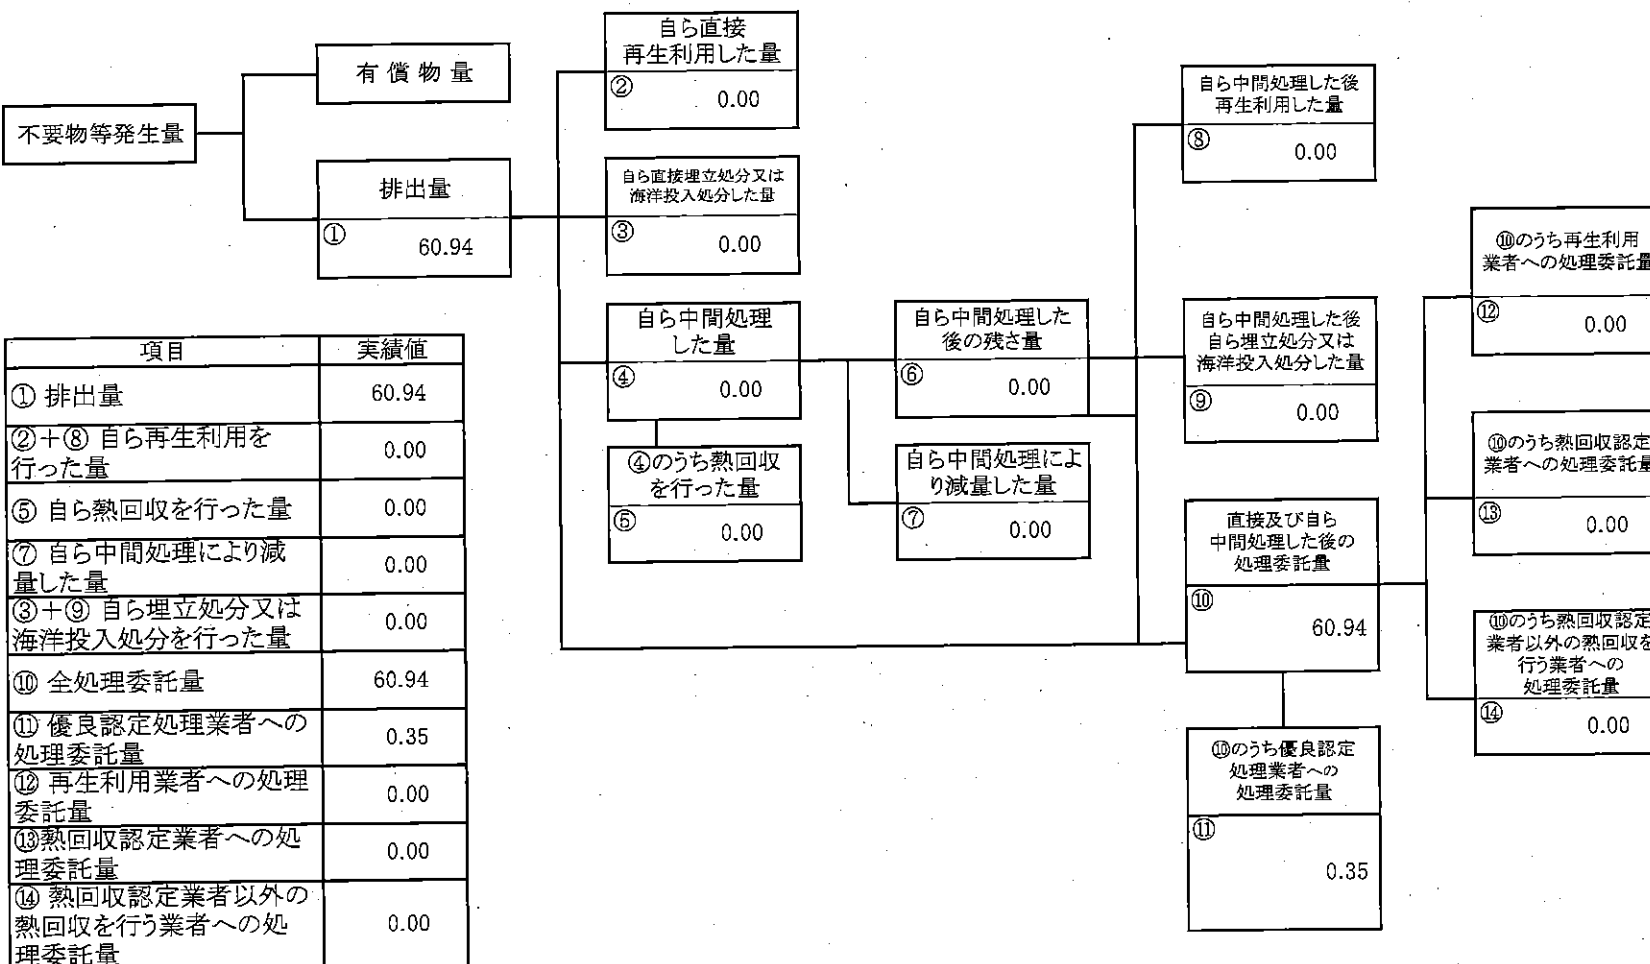 不要物等発生量
有償物量
排出量
①
60.94
自ら直接
再生利用した量
②
0.00
自ら直接埋立処分又は
海洋投入処分した量
③
0.00
自ら中間処理
した量
④
0.00
④のうち熱回収
を行った量
⑤
0.00
自ら中間処理した
後の残さ量
⑥
0.00
自ら中間処理によ
り減量した量
⑦
0.00
自ら中間処理した後
再生利用した量
⑧
0.00
自ら中間処理した後
自ら埋立処分又は
海洋投入処分した量
⑨
0.00
直接及び自ら
中間処理した後の
処理委託量
⑩
60.94
⑩のうち優良認定
処理業者への
処理委託量
⑪
0.35
⑩のうち再生利用
業者への処理委託量
⑫
0.00
⑩のうち熱回収認定
業者への処理委託量
⑬
0.00
⑩のうち熱回収認定
業者以外の熱回収を
行う業者への
処理委託量
⑭
0.00
項目 実績値
① 排出量 60.94
②+⑧ 自ら再生利用を
行った量 0.00
⑤ 自ら熱回収を行った量 0.00
⑦ 自ら中間処理により減
量した量 0.00
③+⑨ 自ら埋立処分又は
海洋投入処分を行った量 0.00
⑩ 全処理委託量 60.94
⑪ 優良認定処理業者への
処理委託量 0.35
⑫ 再生利用業者への処理
委託量 0.00
⑬熱回収認定業者への処
理委託量 0.00
⑭ 熱回収認定業者以外の
熱回収を行う業者への処
理委託量 0.00